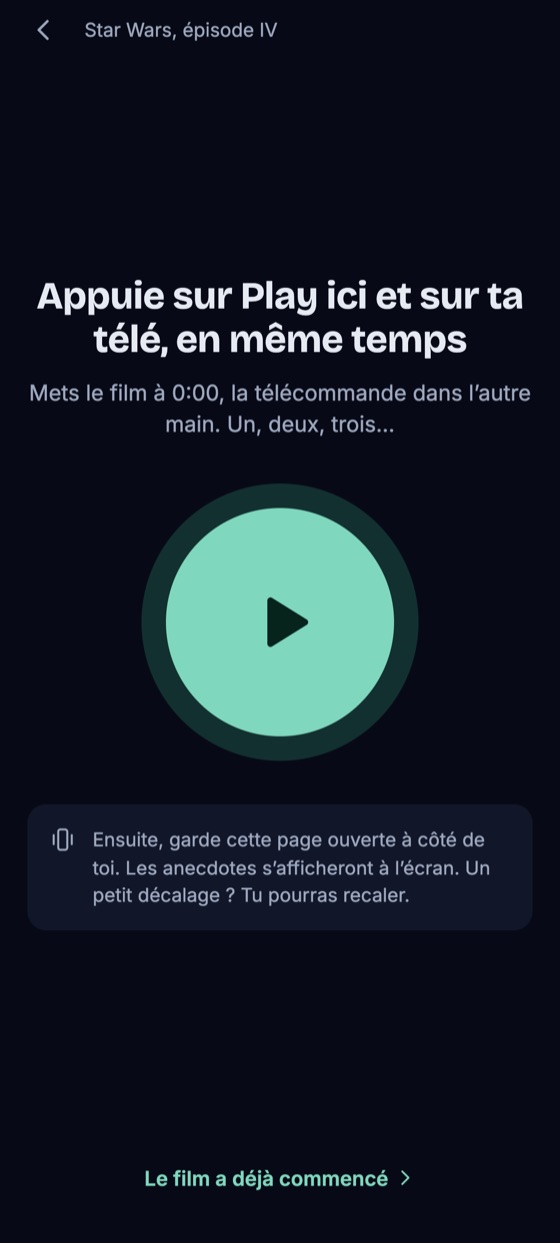 Star Wars, épisode IV
Appuie sur Play ici et sur ta
télé, en même temps
Mets le film à 0:00, la télécommande dans l’autre
main. Un, deux, trois…
Ensuite, garde cette page ouverte à côté de
toi. Les anecdotes s’afficheront à l’écran. Un
petit décalage ? Tu pourras recaler.
Le film a déjà commencé